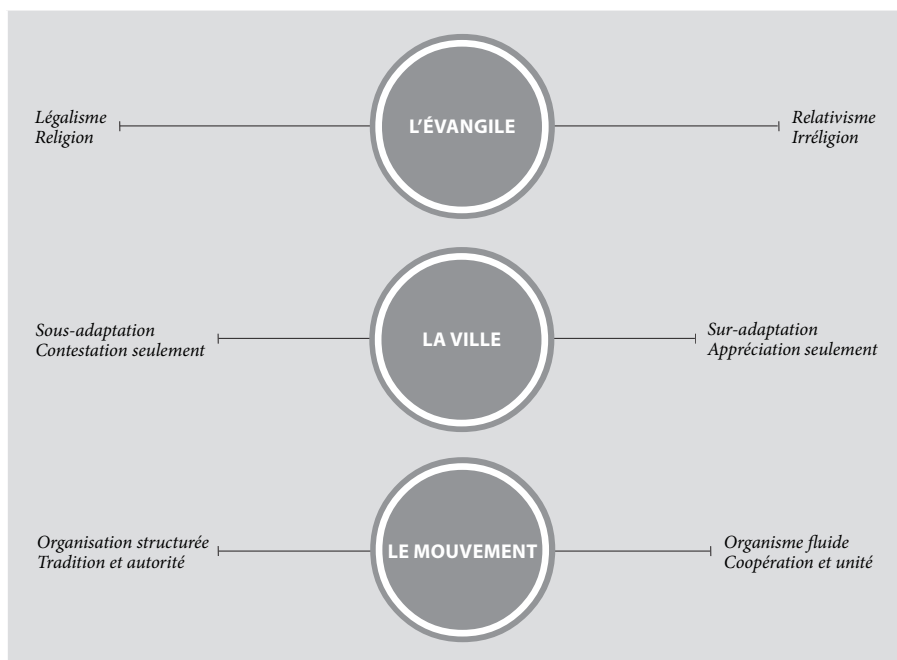 Légalisme
Religion
L'ÉVANGILE
Relativisme
Irréligion
Sous-adaptation
Contestation seulement
LA VILLE
Sur-adaptation
Appréciation seulement
Organisation structurée
Tradition et autorité
LE MOUVEMENT
Organisme fluide
Coopération et unité